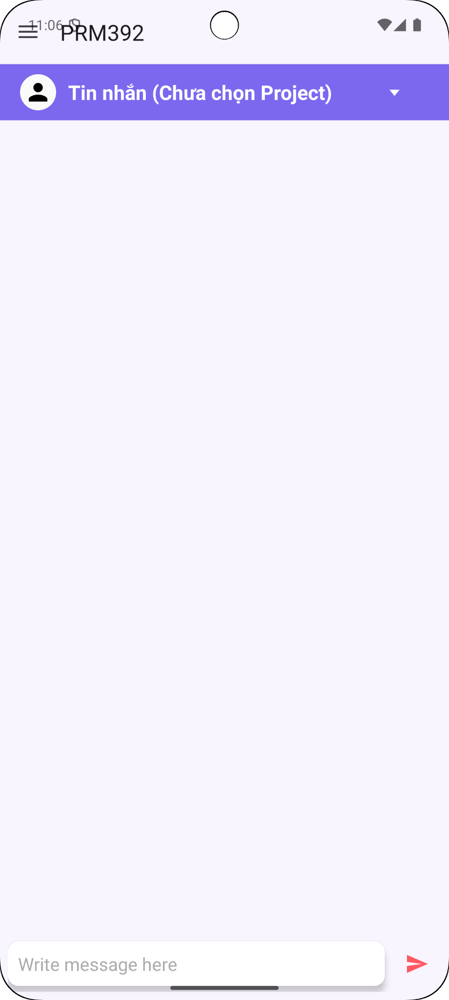 11:06
PRM392
Tin nhắn (Chưa chọn Project)
Write message here